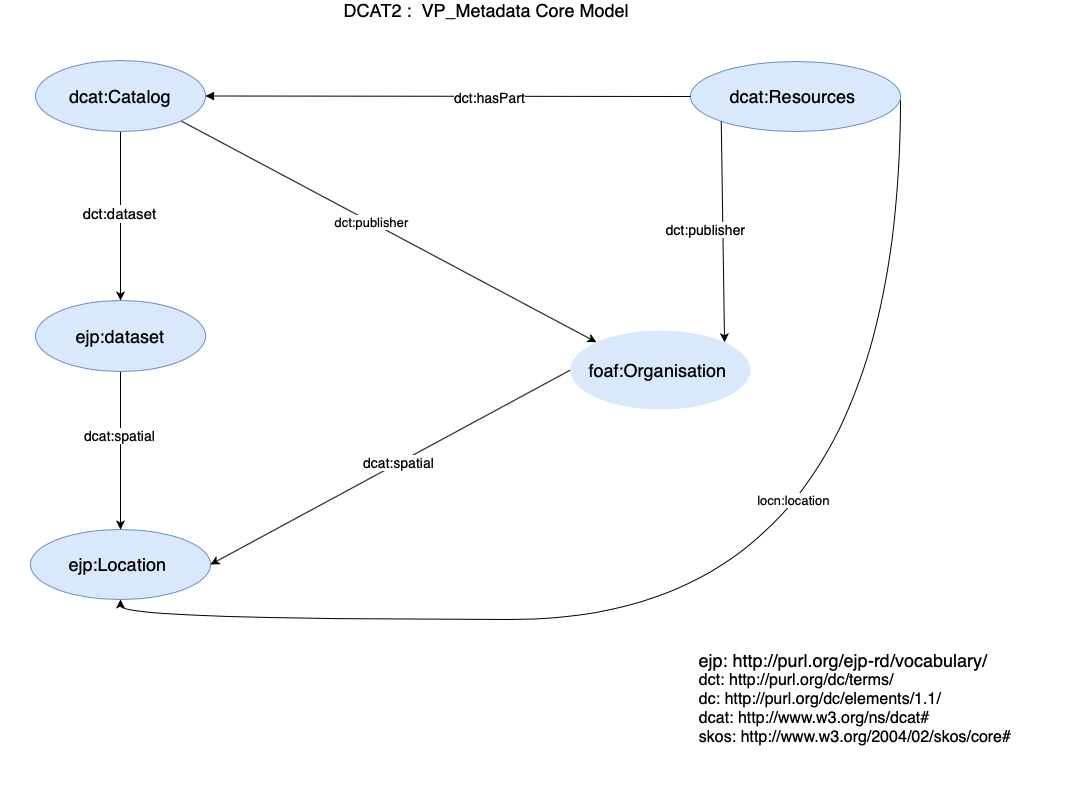 DCAT2 : VP_Metadata Core Model
dcat:Catalog
dct:hasPart
dcat:Resources
dct:dataset
dct:publisher
dct:publisher
ejp:dataset
foaf:Organisation
dcat:spatial
dcat:spatial
locn:location
ejp:Location
ejp: http://purl.org/ejp-rd/vocabulary/
dct: http://purl.org/dc/terms/
dc: http://purl.org/dc/elements/1.1/
dcat: http://www.w3.org/ns/dcat#
skos: http://www.w3.org/2004/02/skos/core#